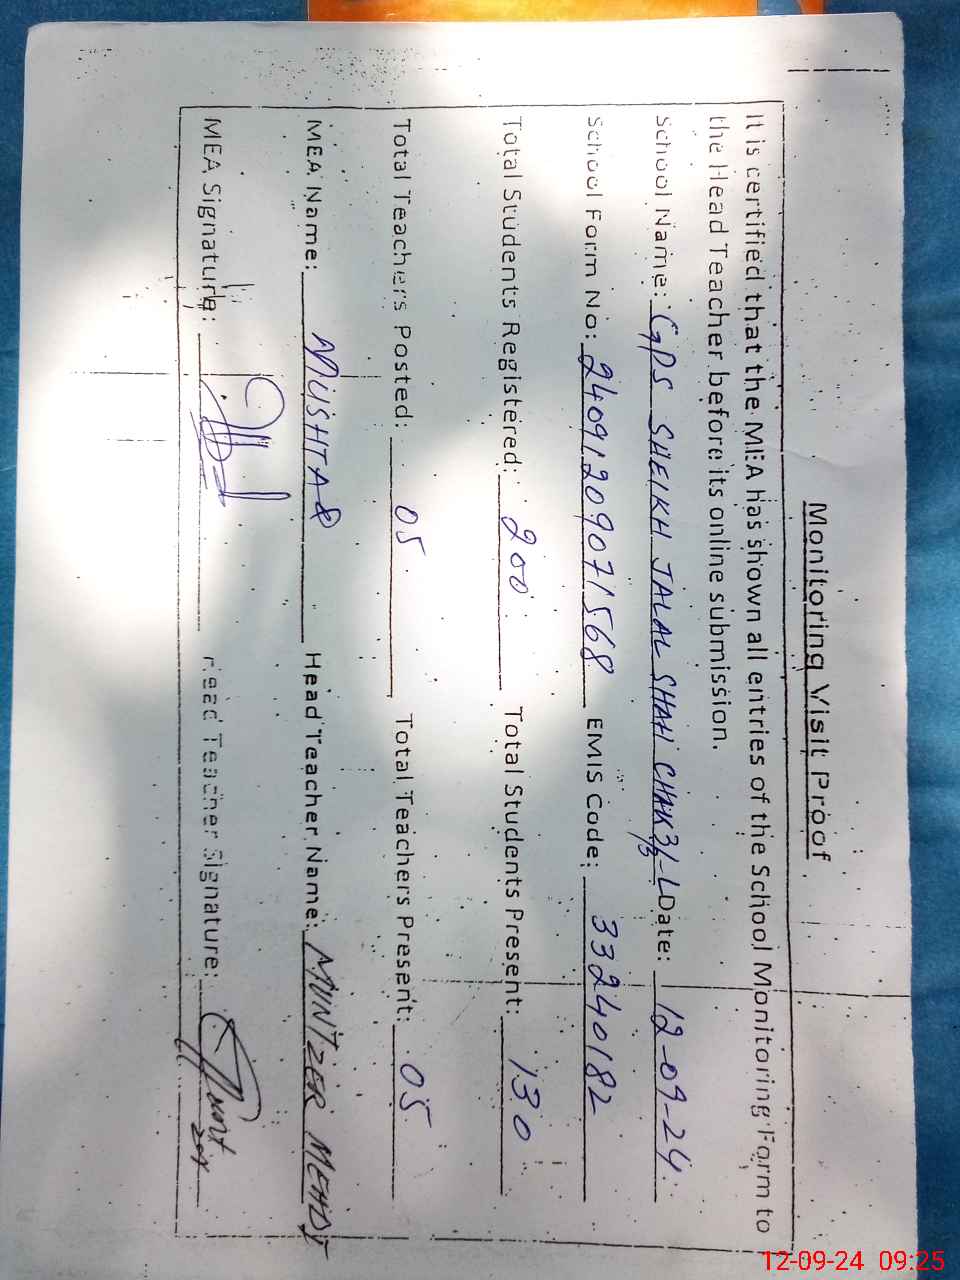 Monitoring Visit Proof
It is certified that the MEA has shown all entries of the School Monitoring Form to
the Head Teacher before its online submission.
School Name: GPS SHEIKH JALAL SHAH CHAK 3/3-L Date: 12-09-24
School Form No: 24091209071568 EMIS Code: 33240182
Total Students Registered: 200 Total Students Present: 130
Total Teachers Posted: 05 Total Teachers Present: 05
MEA Name: MUSHTAQ Head Teacher Name: MUNTZER MEHDI
MEA Signature: Head Teacher Signature:
12-09-24 09:25